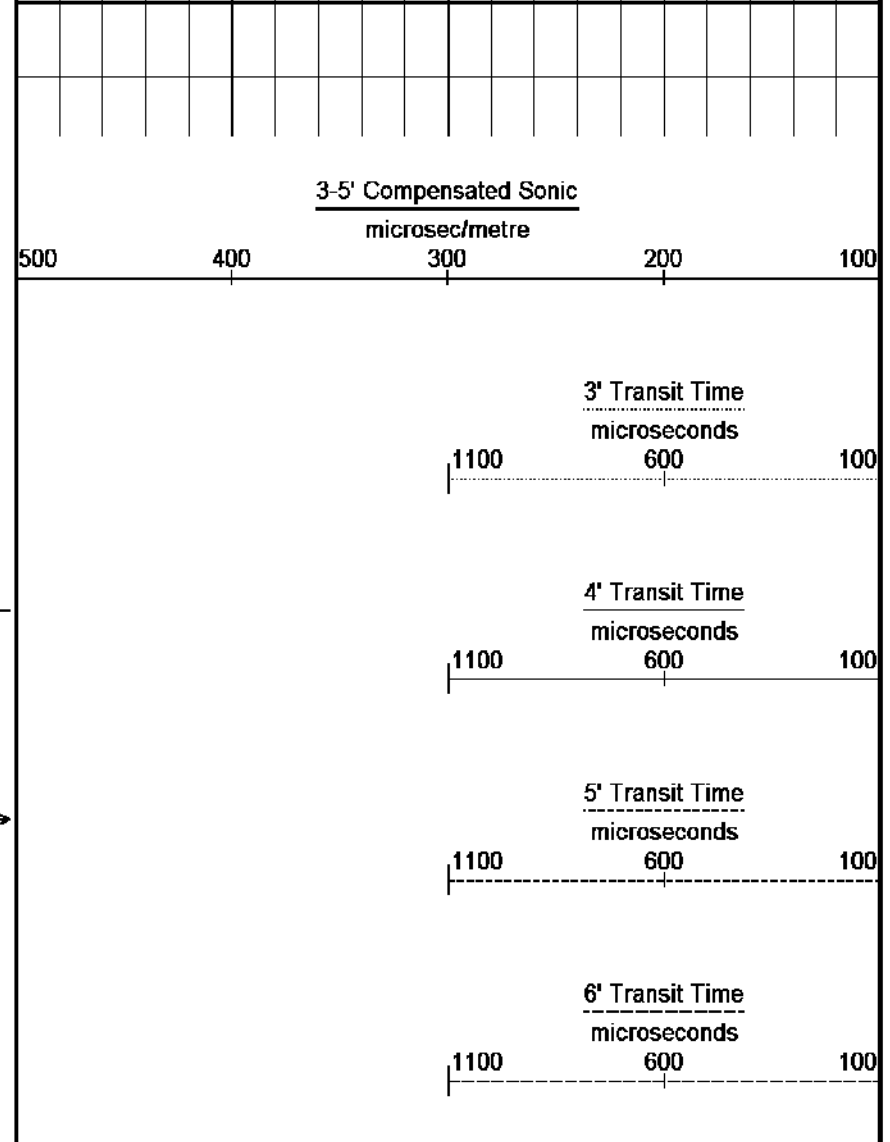 3-5' Compensated Sonic
microsec/metre
500 400 300 200 100
3' Transit Time
microseconds
1100 600 100
4' Transit Time
microseconds
1100 600 100
5' Transit Time
microseconds
1100 600 100
6' Transit Time
microseconds
1100 600 100